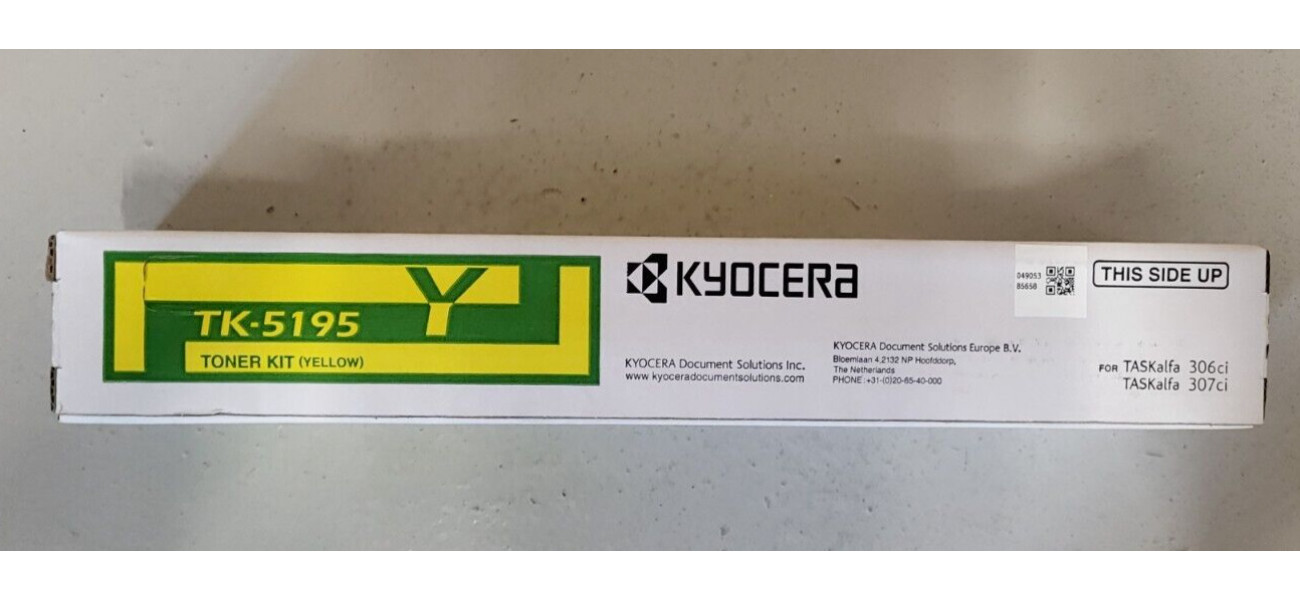 Y
TK-5195
TONER KIT (YELLOW)
KYOCERA
KYOCERA Document Solutions Inc.
www.kyoceradocumentsolutions.com
KYOCERA Document Solutions Europe B.V.
Bloemlaan 4,2132 NP Hoofddorp,
The Netherlands
PHONE:+31-(0)20-65-40-000
049053
85650
THIS SIDE UP
FOR TASKalfa 306ci
TASKalfa 307ci